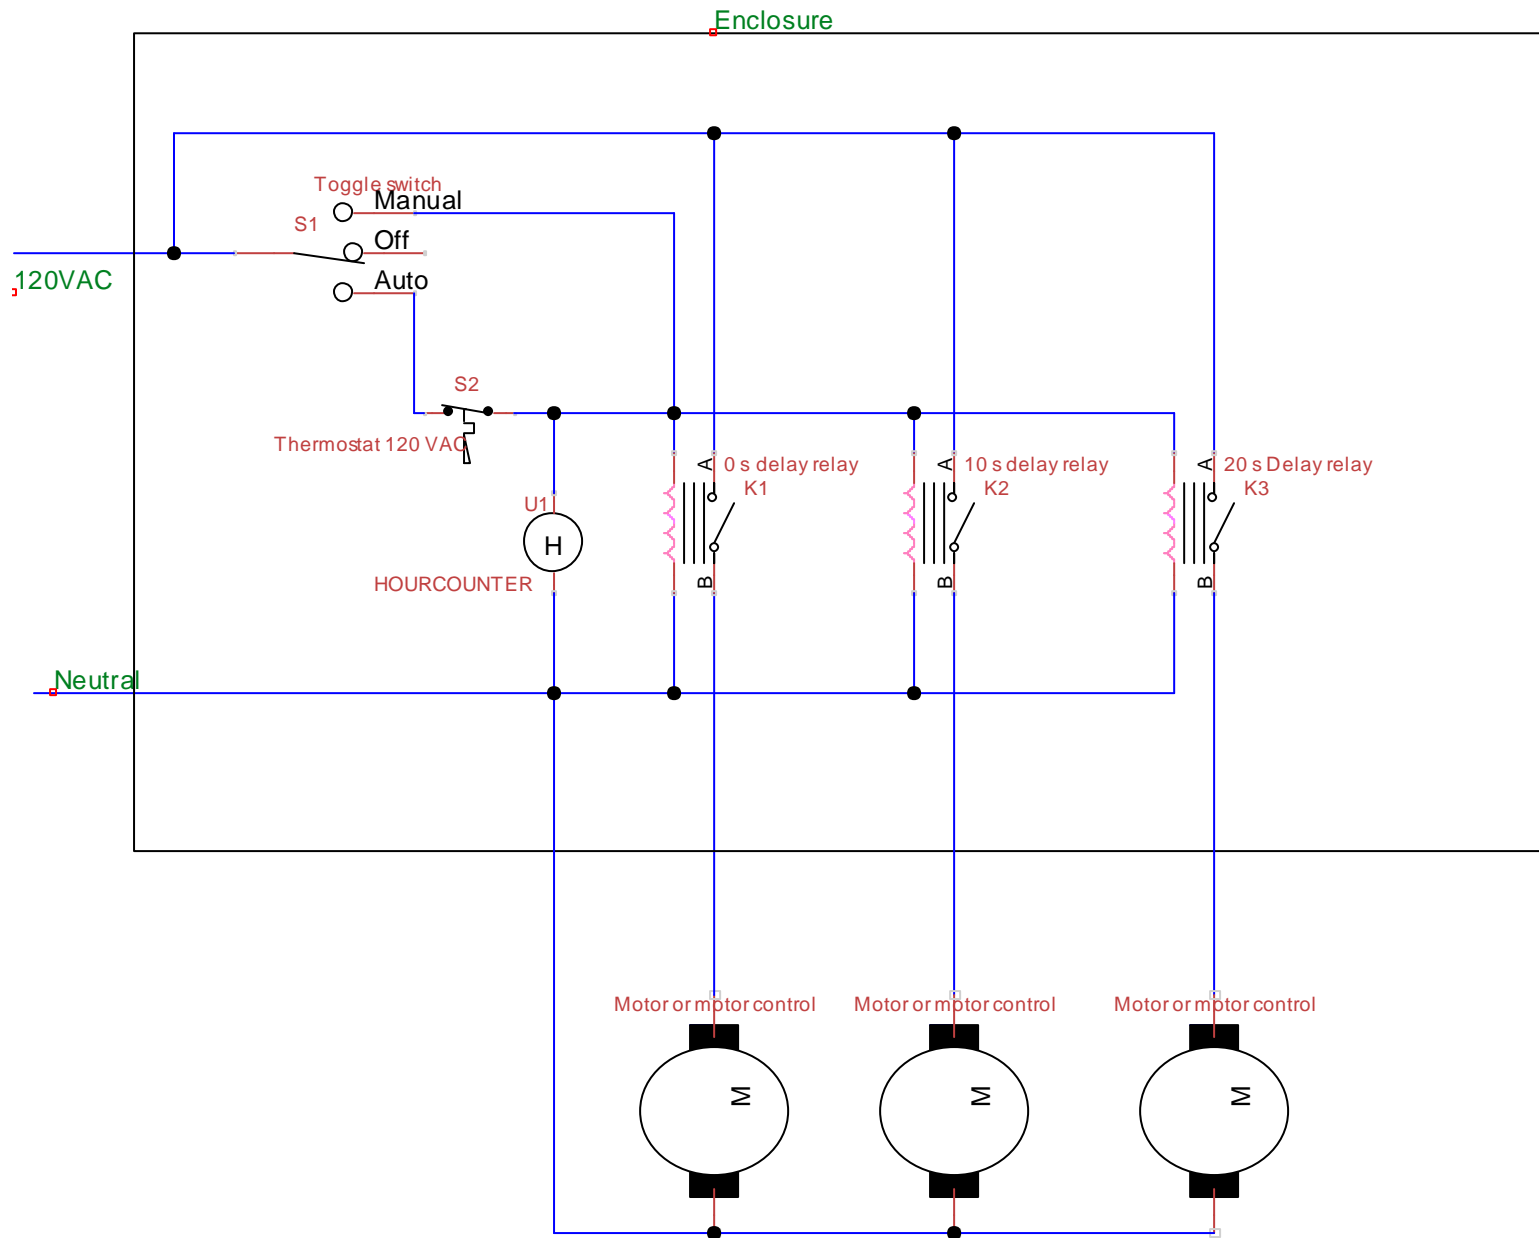 Enclosure
Toggle switch
Manual
S1
Off
120VAC
Auto
S2
Thermostat 120 VAC
A
0 s delay relay
K1
A
10 s delay relay
K2
A
20 s Delay relay
K3
U1
H
HOURCOUNTER
B
B
B
Neutral
Motor or motor control
Motor or motor control
Motor or motor control
M
M
M